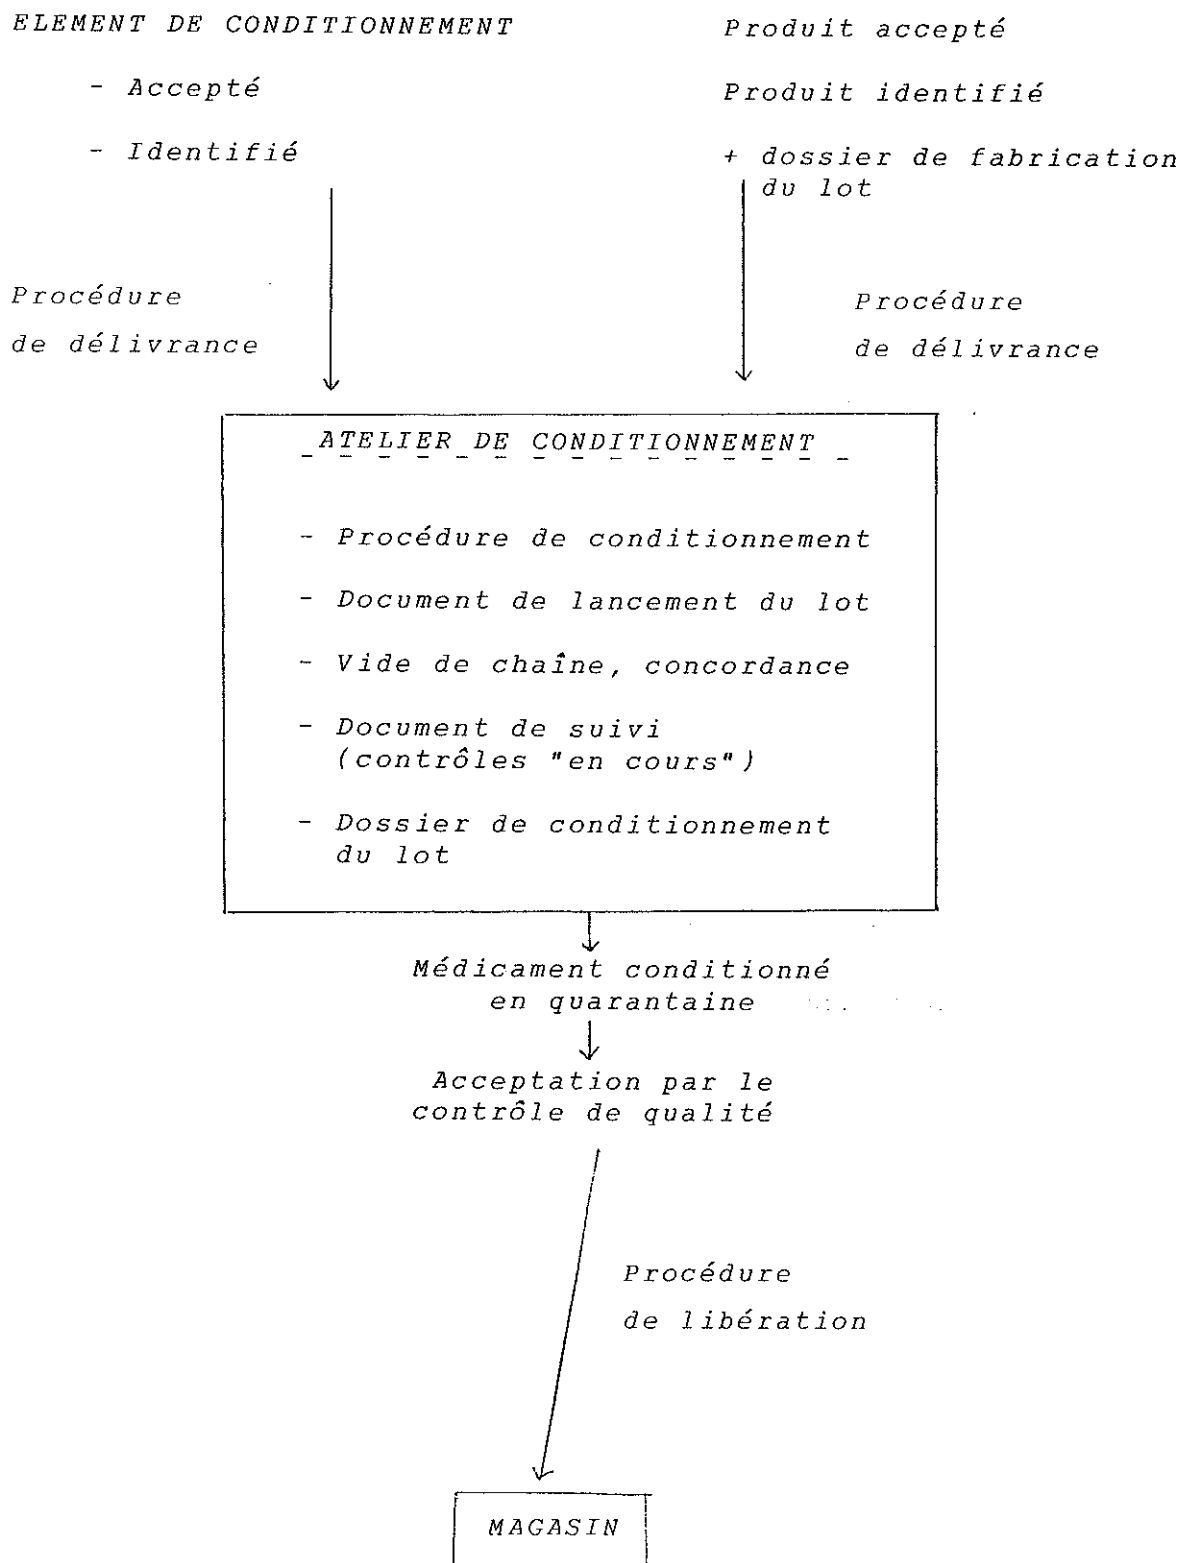 ELEMENT DE CONDITIONNEMENT
- Accepté
- Identifié
Produit accepté
Produit identifié
+ dossier de fabrication
du lot
Procédure
de délivrance
Procédure
de délivrance
ATELIER DE CONDITIONNEMENT
- Procédure de conditionnement
- Document de lancement du lot
- Vide de chaîne, concordance
- Document de suivi
(contrôles "en cours")
- Dossier de conditionnement
du lot
Médicament conditionné
en quarantaine
Acceptation par le
contrôle de qualité
Procédure
de libération
MAGASIN